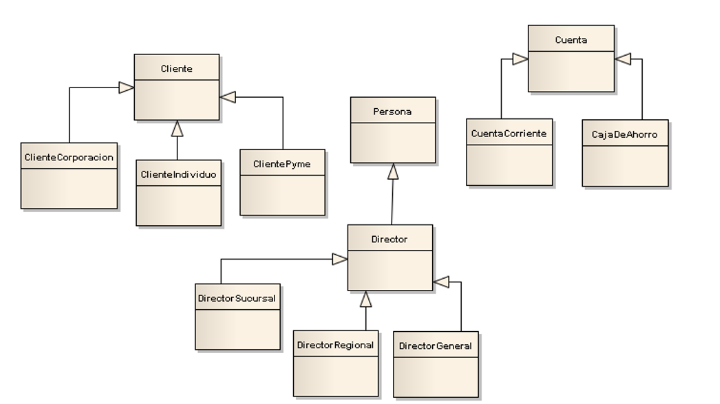 Cuenta
Cliente
Persona
CuentaCorriente
CajaDeAhorro
ClienteCorporacion
ClientePyme
ClienteIndividuo
Director
DirectorSucursal
DirectorRegional
DirectorGeneral